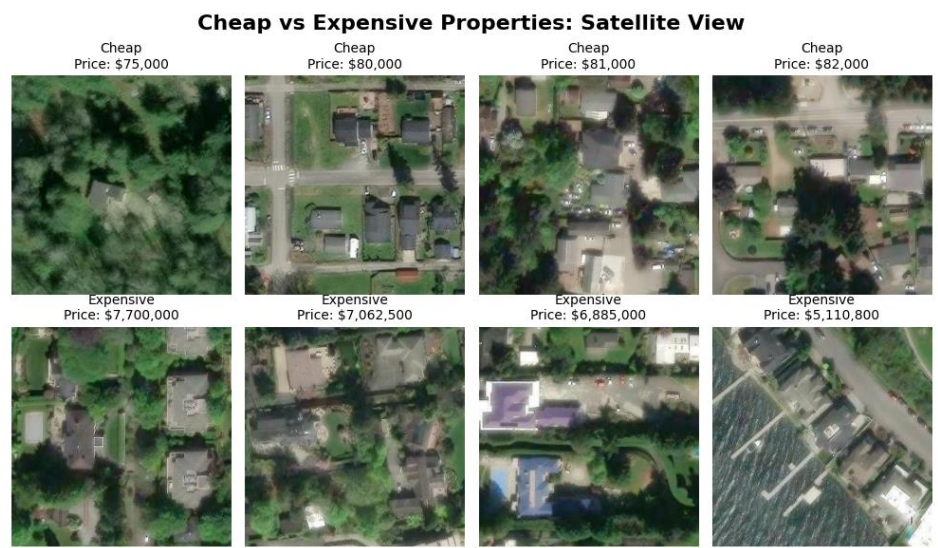 Cheap vs Expensive Properties: Satellite View
Cheap
Price: $75,000
Cheap
Price: $80,000
Cheap
Price: $81,000
Cheap
Price: $82,000
Expensive
Price: $7,700,000
Expensive
Price: $7,062,500
Expensive
Price: $6,885,000
Expensive
Price: $5,110,800